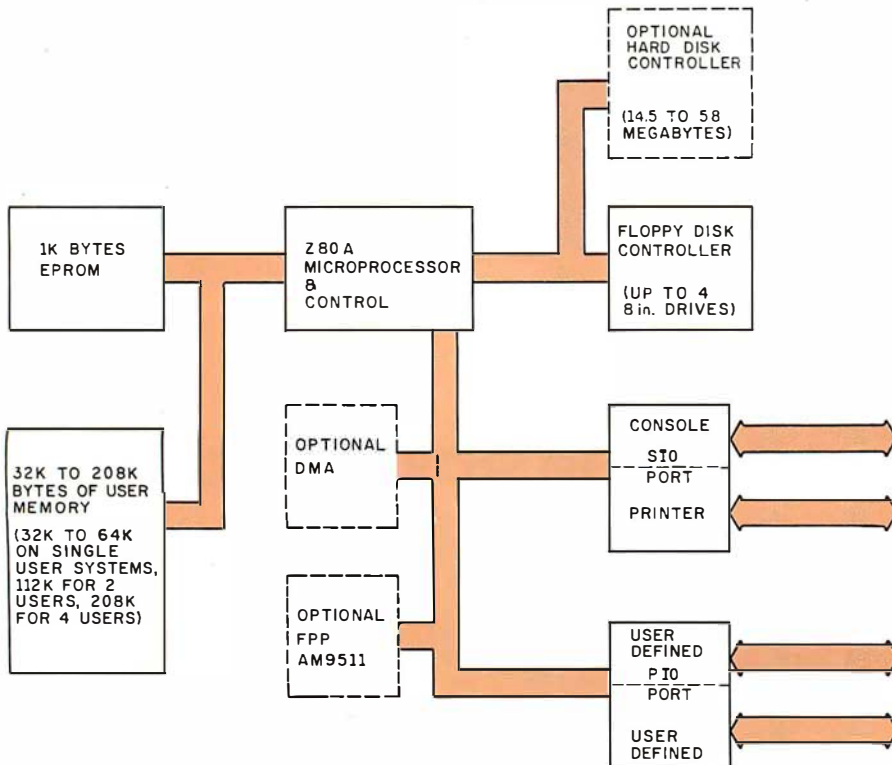 OPTIONAL
HARD DISK
CONTROLLER
(14.5 TO 58
MEGABYTES)
1K BYTES
EPROM
Z80A
MICROPROCESSOR
&
CONTROL
FLOPPY DISK
CONTROLLER
(UP TO 4
8 in. DRIVES)
32K TO 208K
BYTES OF USER
MEMORY
(32K TO 64K
ON SINGLE
USER SYSTEMS,
112K FOR 2
USERS, 208K
FOR 4 USERS)
OPTIONAL
DMA
CONSOLE
SIO
PORT
PRINTER
OPTIONAL
FPP
AM9511
USER
DEFINED
PIO
PORT
USER
DEFINED